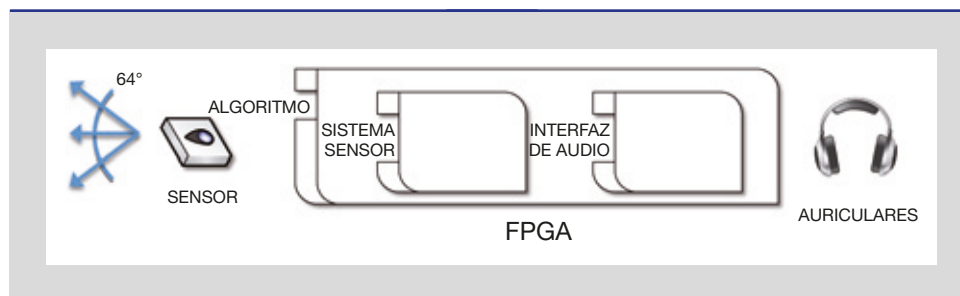 64°
ALGORITMO
SENSOR
SISTEMA
SENSOR
INTERFAZ
DE AUDIO
FPGA
AURICULARES